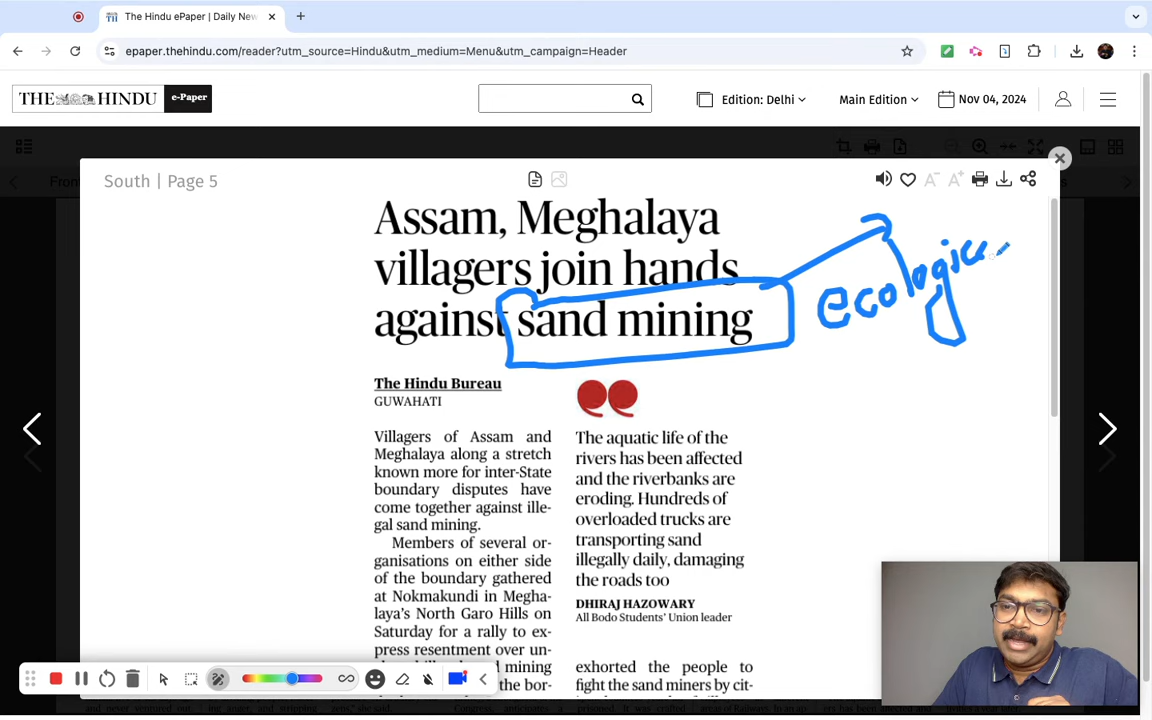 The Hindu ePaper | Daily New
epaper.thehindu.com/reader?utm_source=Hindu&utm_medium=Menu&utm_campaign=Header
THE HINDU e-Paper
Edition: Delhi
Main Edition
Nov 04, 2024
South | Page 5
A- A+
Assam, Meghalaya
villagers join hands
against sand mining
ecological
The Hindu Bureau
GUWAHATI
Villagers of Assam and
Meghalaya along a stretch
known more for inter-State
boundary disputes have
come together against ille-
gal sand mining.
Members of several or-
ganisations on either side
of the boundary gathered
at Nokmakundi in Megha-
laya's North Garo Hills on
Saturday for a rally to ex-
press resentment over un-
mining
the bor-
The aquatic life of the
rivers has been affected
and the riverbanks are
eroding. Hundreds of
overloaded trucks are
transporting sand
illegally daily, damaging
the roads too
DHIRAJ HAZOWARY
All Bodo Students' Union leader
exhorted the people to
fight the sand miners by cit-